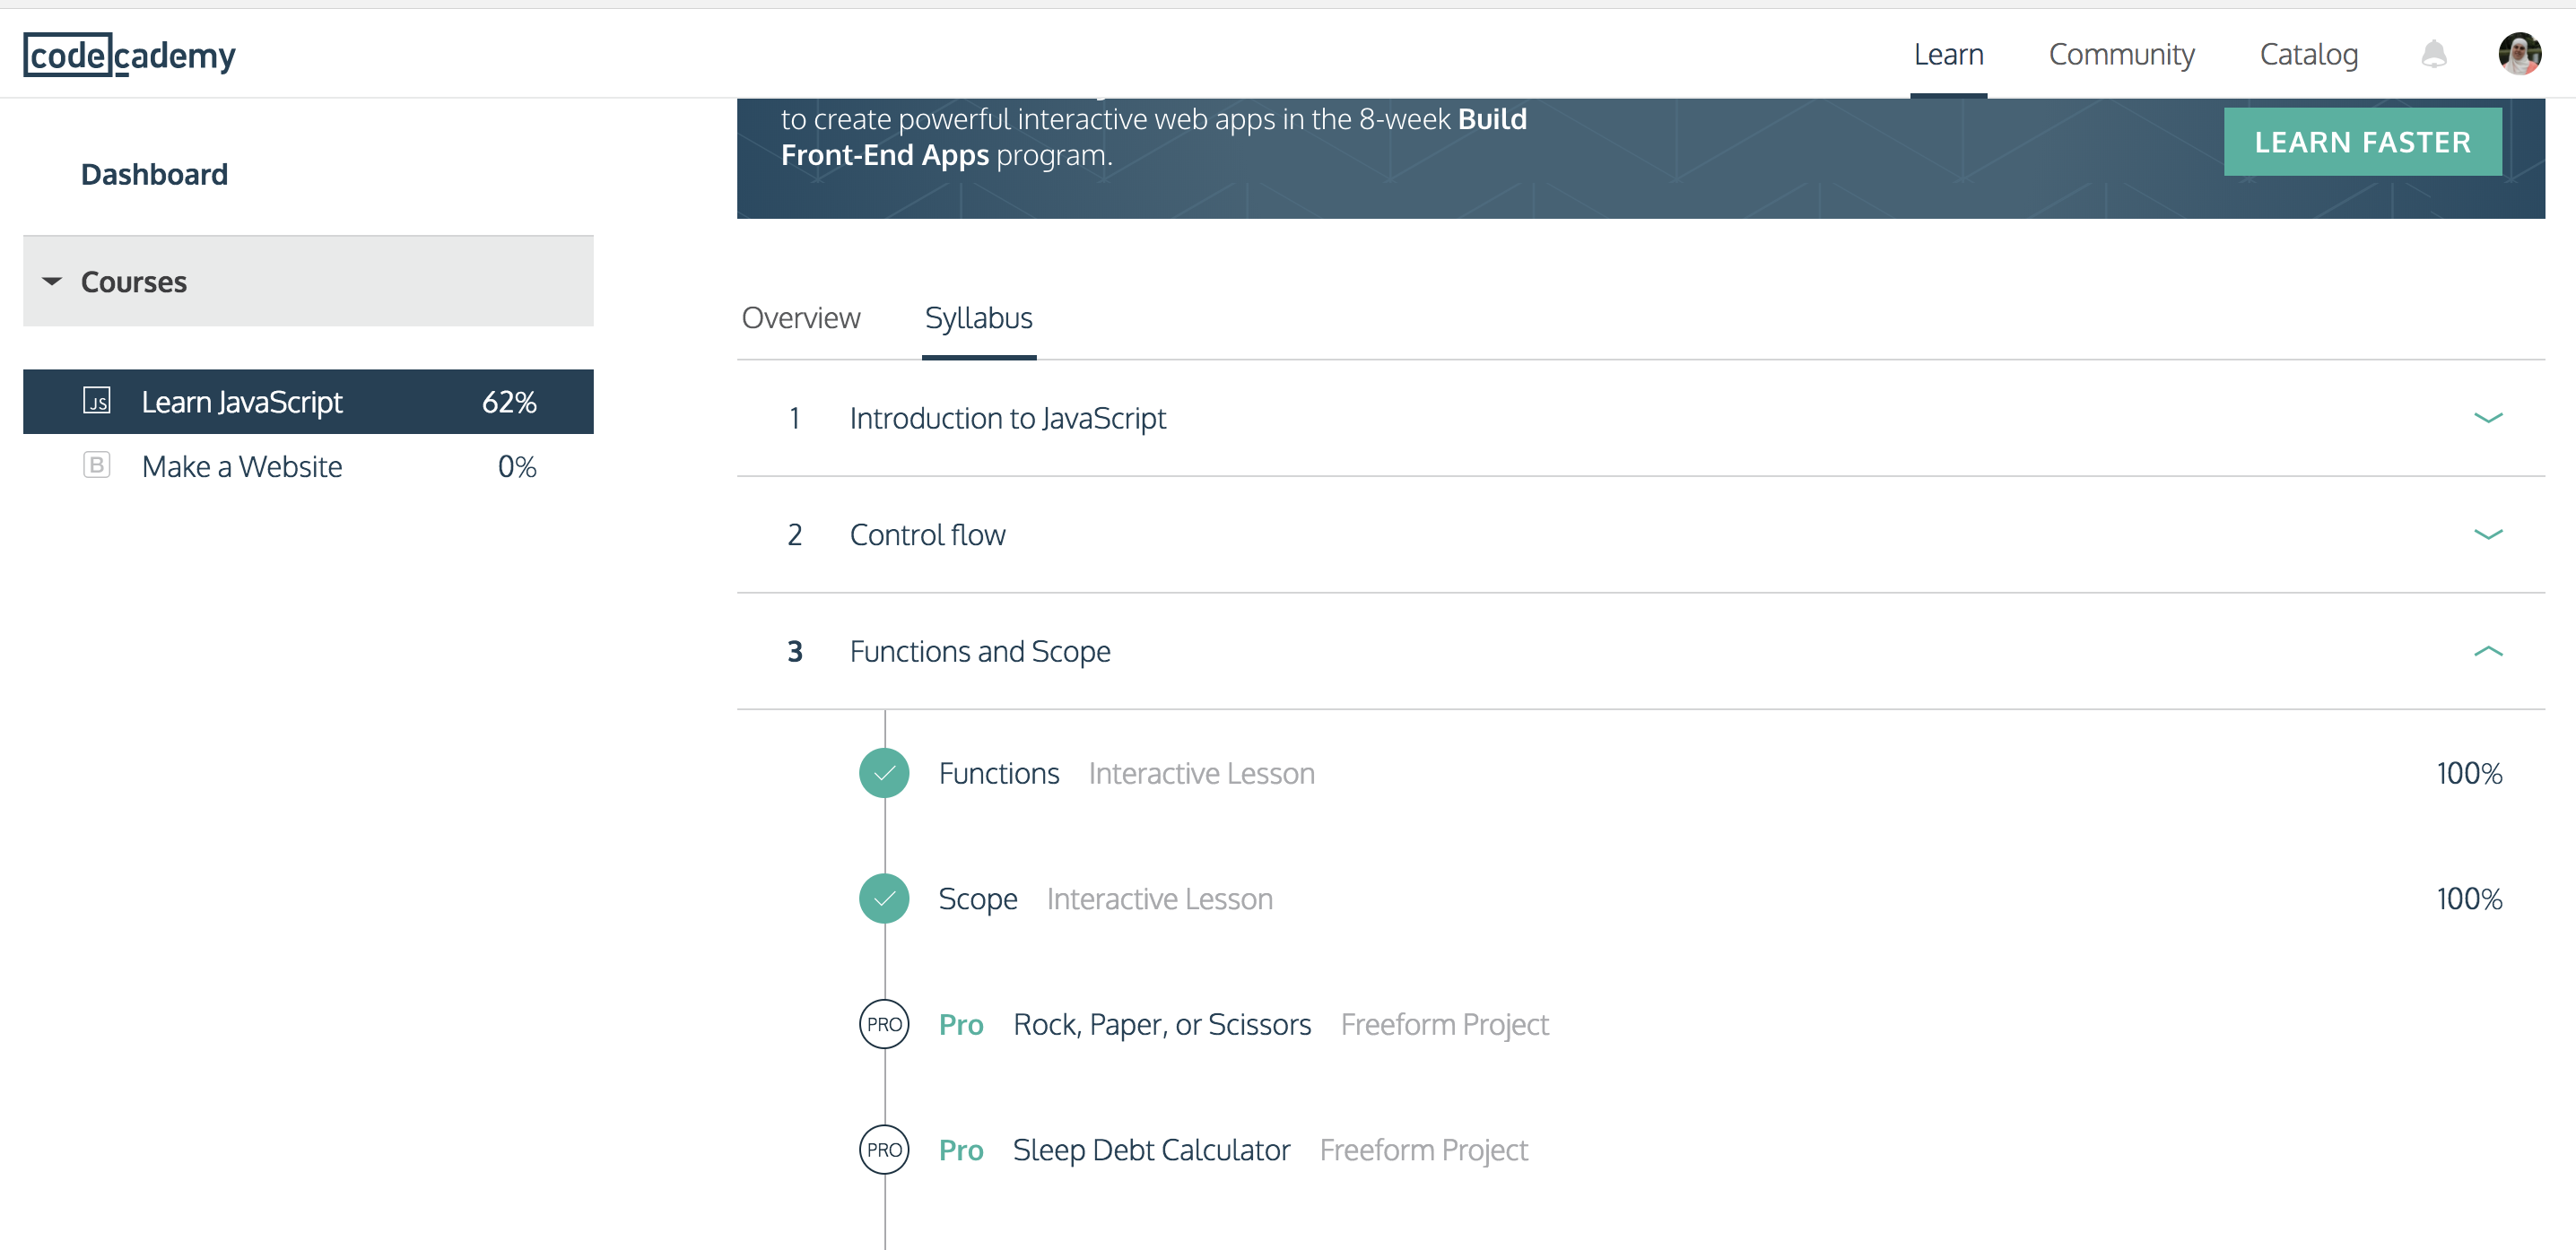 codecademy
Learn Community Catalog
to create powerful interactive web apps in the 8-week Build
Front-End Apps program.
LEARN FASTER
Dashboard
Courses
JS Learn JavaScript 62%
B Make a Website 0%
Overview Syllabus
1 Introduction to JavaScript
2 Control flow
3 Functions and Scope
Functions Interactive Lesson 100%
Scope Interactive Lesson 100%
PRO Pro Rock, Paper, or Scissors Freeform Project
PRO Pro Sleep Debt Calculator Freeform Project